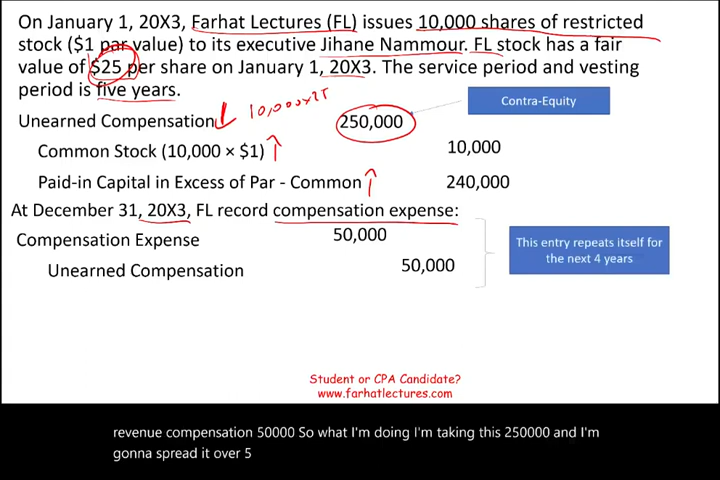 On January 1, 20X3, Farhat Lectures (FL) issues 10,000 shares of restricted
stock ($1 par value) to its executive Jihane Nammour. FL stock has a fair
value of $25 per share on January 1, 20X3. The service period and vesting
period is five years.
10,000x25
Contra-Equity
Unearned Compensation 250,000
Common Stock (10,000 × $1) 10,000
Paid-in Capital in Excess of Par - Common 240,000
At December 31, 20X3, FL record compensation expense:
Compensation Expense 50,000
Unearned Compensation 50,000
This entry repeats itself for
the next 4 years
Student or CPA Candidate?
www.farhatlectures.com
revenue compensation 50000 So what I'm doing I'm taking this 250000 and I'm
gonna spread it over 5